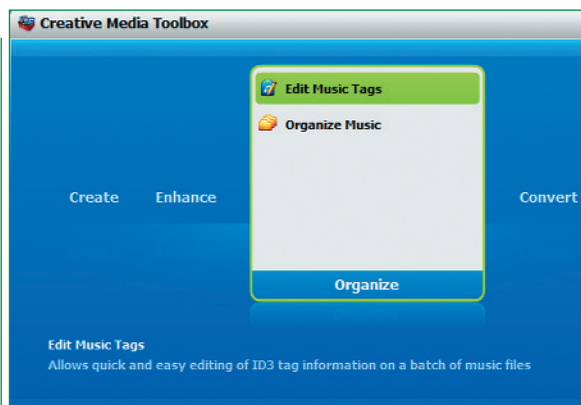 Creative Media Toolbox
Edit Music Tags
Organize Music
Create Enhance Convert
Organize
Edit Music Tags
Allows quick and easy editing of ID3 tag information on a batch of music files